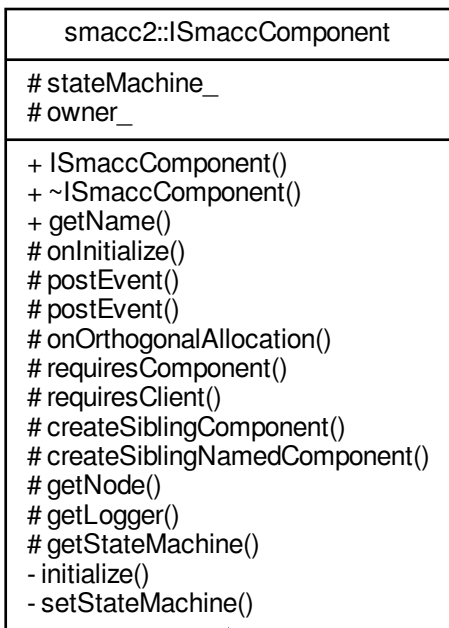 smacc2::ISmaccComponent
# stateMachine_
# owner_
+ ISmaccComponent()
+ ~ISmaccComponent()
+ getName()
# onInitialize()
# postEvent()
# postEvent()
# onOrthogonalAllocation()
# requiresComponent()
# requiresClient()
# createSiblingComponent()
# createSiblingNamedComponent()
# getNode()
# getLogger()
# getStateMachine()
- initialize()
- setStateMachine()